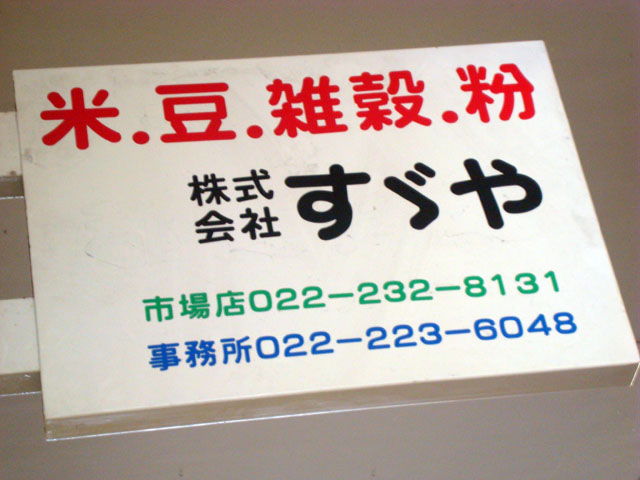 米.豆.雑穀.粉
株式会社 すゞや
市場店022-232-8131
事務所022-223-6048